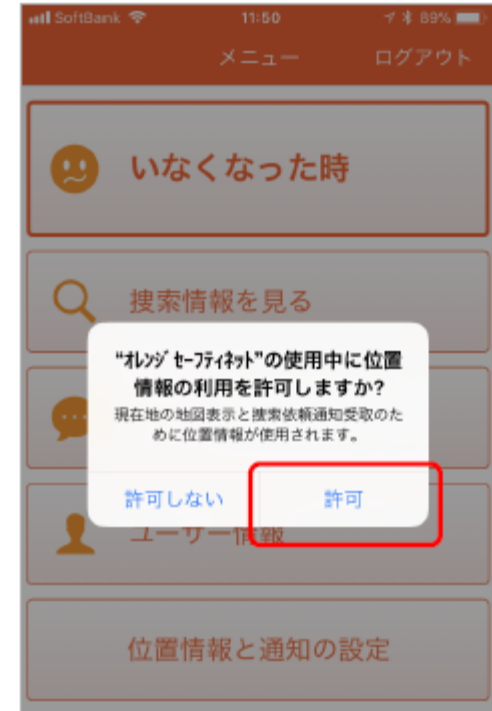 SoftBank 11:50 89%
メニュー ログアウト
いなくなった時
捜索情報を見る
“オレンジ セーフティネット”の使用中に位置
情報の利用を許可しますか?
現在地の地図表示と捜索依頼通知受取のた
めに位置情報が使用されます。
許可しない 許可
ユーザー情報
位置情報と通知の設定